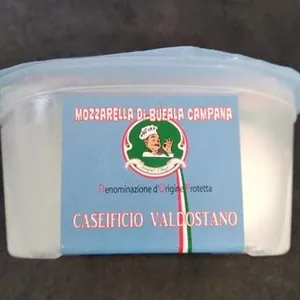 MOZZARELLA Di BUFALA CAMPANA
Denominazione d'Origine Protetta
CASEIFICIO VALDOSTANO